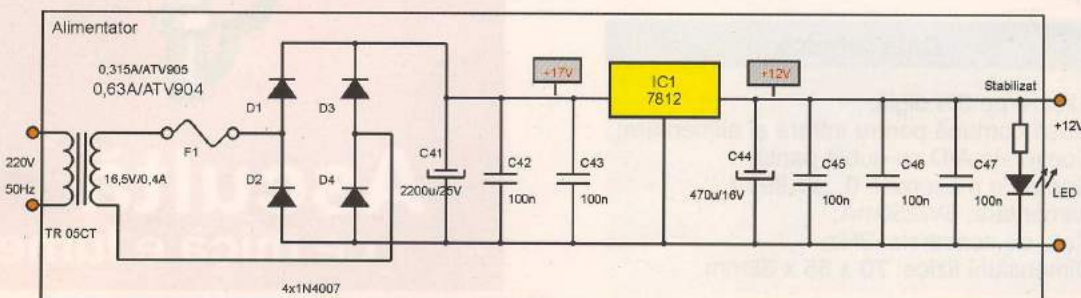 Alimentator
0,315A/ATV905
0,63A/ATV904
220V
50Hz
TR 05CT
16,5V/0,4A
F1
D1
D3
D2
D4
4x1N4007
C41
2200u/25V
C42
100n
+17V
C43
100n
IC1
7812
+12V
C44
470u/16V
C45
100n
C46
100n
C47
100n
Stabilizat
+12V
LED